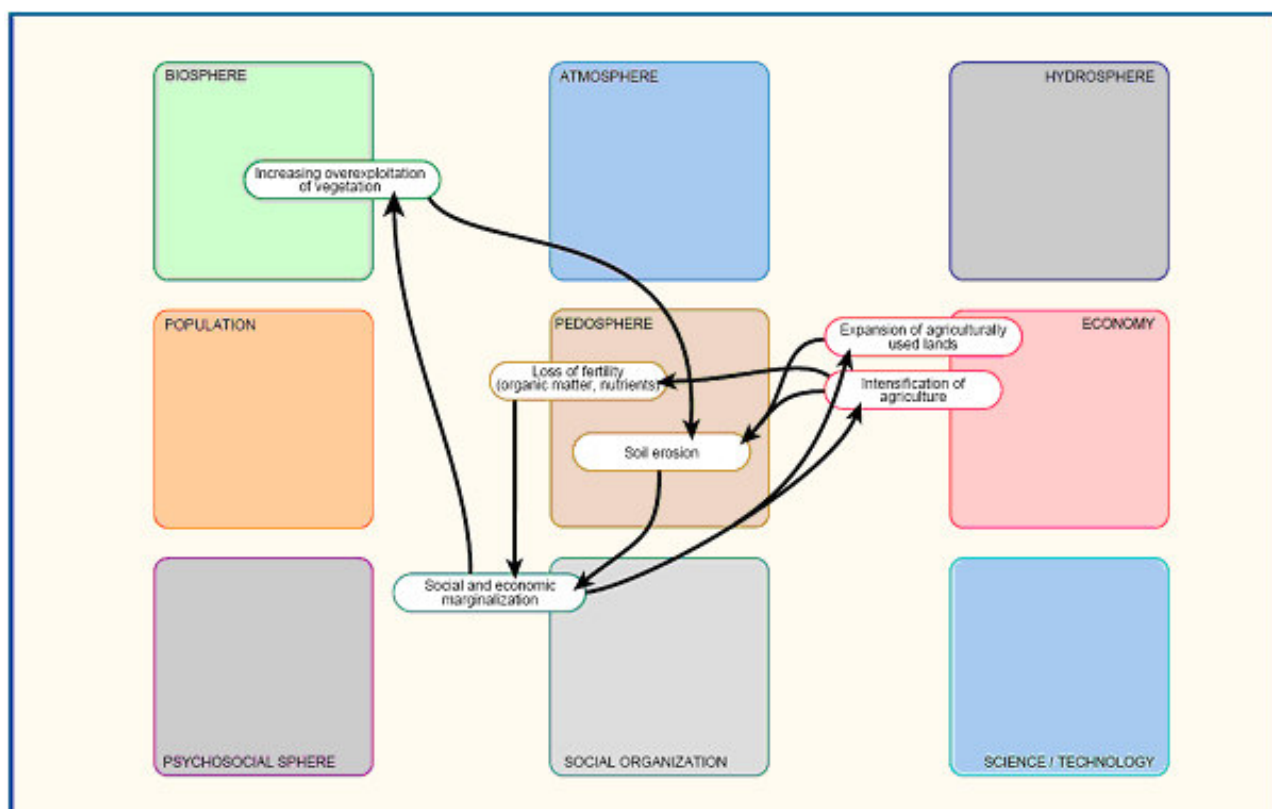 BIOSPHERE
ATMOSPHERE
HYDROSPHERE
Increasing overexploitation
of vegetation
POPULATION
PEDOSPHERE
ECONOMY
Expansion of agriculturally
used lands
Loss of fertility
(organic matter, nutrients)
Intensification of
agriculture
Soil erosion
Social and economic
marginalization
PSYCHOSOCIAL SPHERE
SOCIAL ORGANIZATION
SCIENCE / TECHNOLOGY